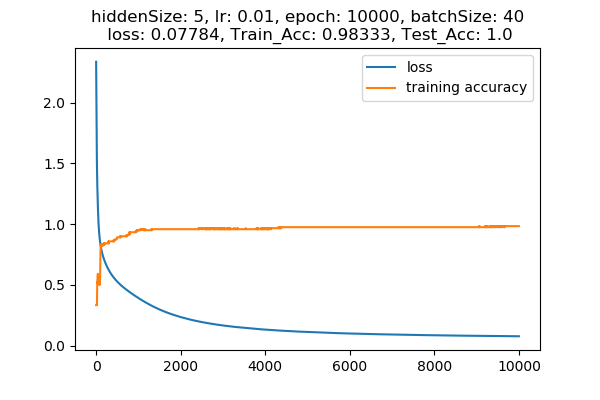 hiddenSize: 5, lr: 0.01, epoch: 10000, batchSize: 40
loss: 0.07784, Train_Acc: 0.98333, Test_Acc: 1.0
loss
training accuracy
2.0
1.5
1.0
0.5
0.0
0 2000 4000 6000 8000 10000